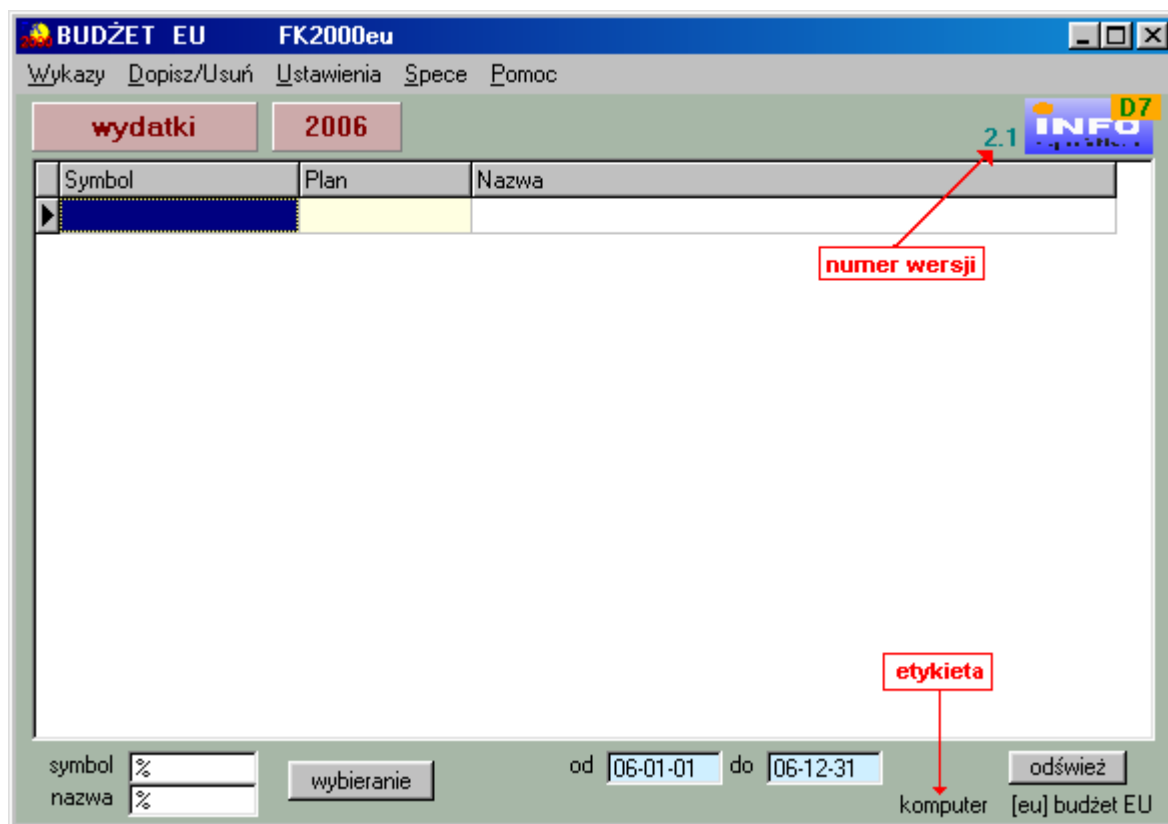 BUDŻET EU FK2000eu
Wykazy Dopisz/Usuń Ustawienia Spece Pomoc
wydatki 2006 2.1 INFO D7
Symbol Plan Nazwa
numer wersji
etykieta
symbol % wybieranie od 06-01-01 do 06-12-31 odśwież
nazwa % komputer [eu] budżet EU